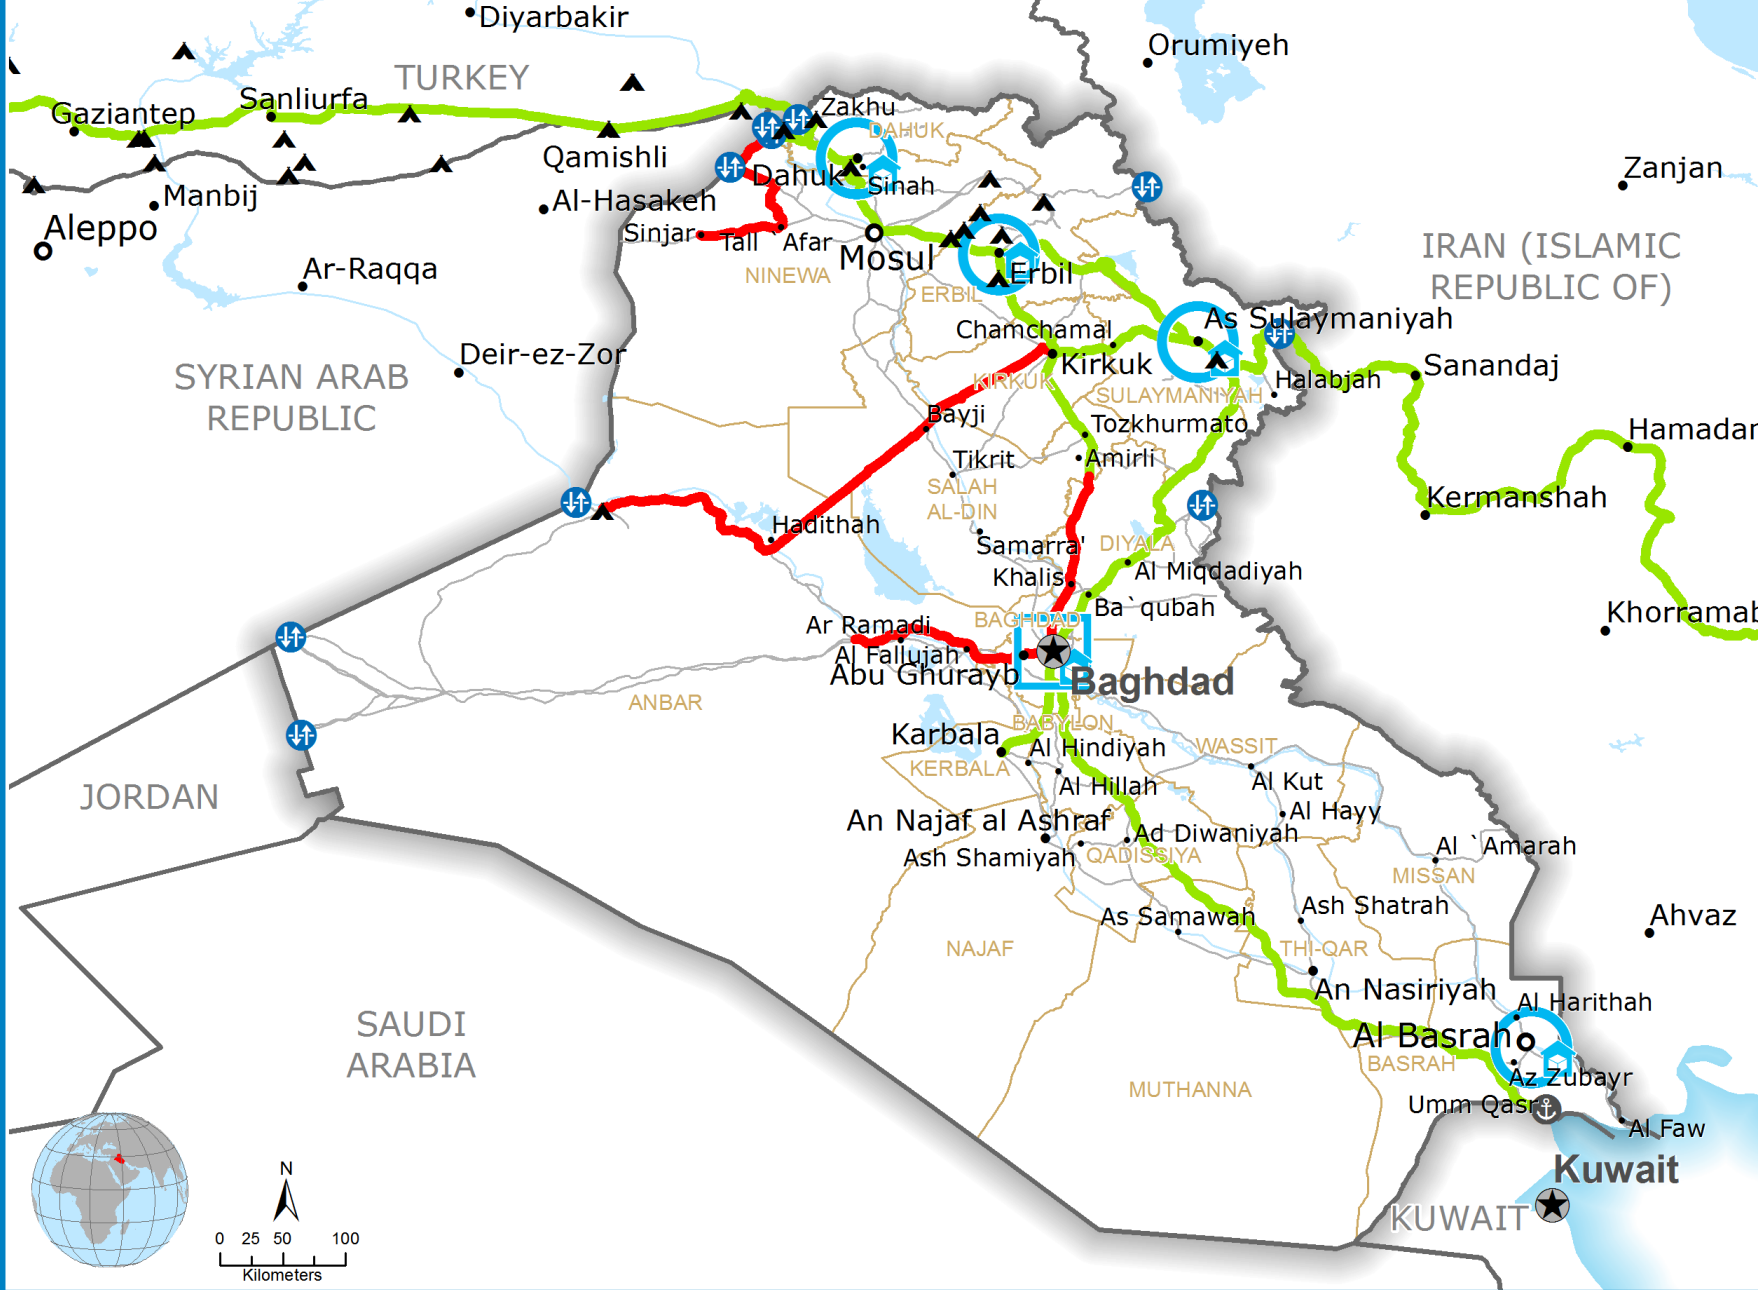 Diyarbakir
Orumiyeh
TURKEY
Gaziantep
Sanliurfa
Zakhu
DAHUK
Qamishli
Manbij
Al-Hasakeh
Dahuk
Sinah
Zanjan
Aleppo
Sinjar
Tall `Afar
Mosul
IRAN (ISLAMIC
REPUBLIC OF)
Ar-Raqqa
NINEWA
Erbil
ERBIL
Chamchamal
As Sulaymaniyah
Deir-ez-Zor
Kirkuk
Sanandaj
SYRIAN ARAB
REPUBLIC
KIRKUK
SULAYMANIYAH
Halabjah
Bayji
Tozkhurmato
Hamadan
Tikrit
Amirli
SALAH
AL-DIN
Kermanshah
Hadithah
Samarra'
DIYALA
Khalis
Al Miqdadiyah
Ba`qubah
Khorramab
BAGHDAD
Ar Ramadi
Al Fallujah
Abu Ghurayb
Baghdad
ANBAR
BABYLON
Karbala
Al Hindiyah
WASSIT
KERBALA
Al Hillah
Al Kut
JORDAN
Al Hayy
An Najaf al Ashraf
Ad Diwaniyah
Ash Shamiyah
QADISSIYA
Al `Amarah
MISSAN
As Samawah
Ash Shatrah
Ahvaz
NAJAF
THI-QAR
An Nasiriyah
Al Harithah
SAUDI
ARABIA
Al Basrah
BASRAH
Az Zubayr
MUTHANNA
Umm Qasr
Al Faw
Kuwait
KUWAIT
N
0 25 50 100
Kilometers